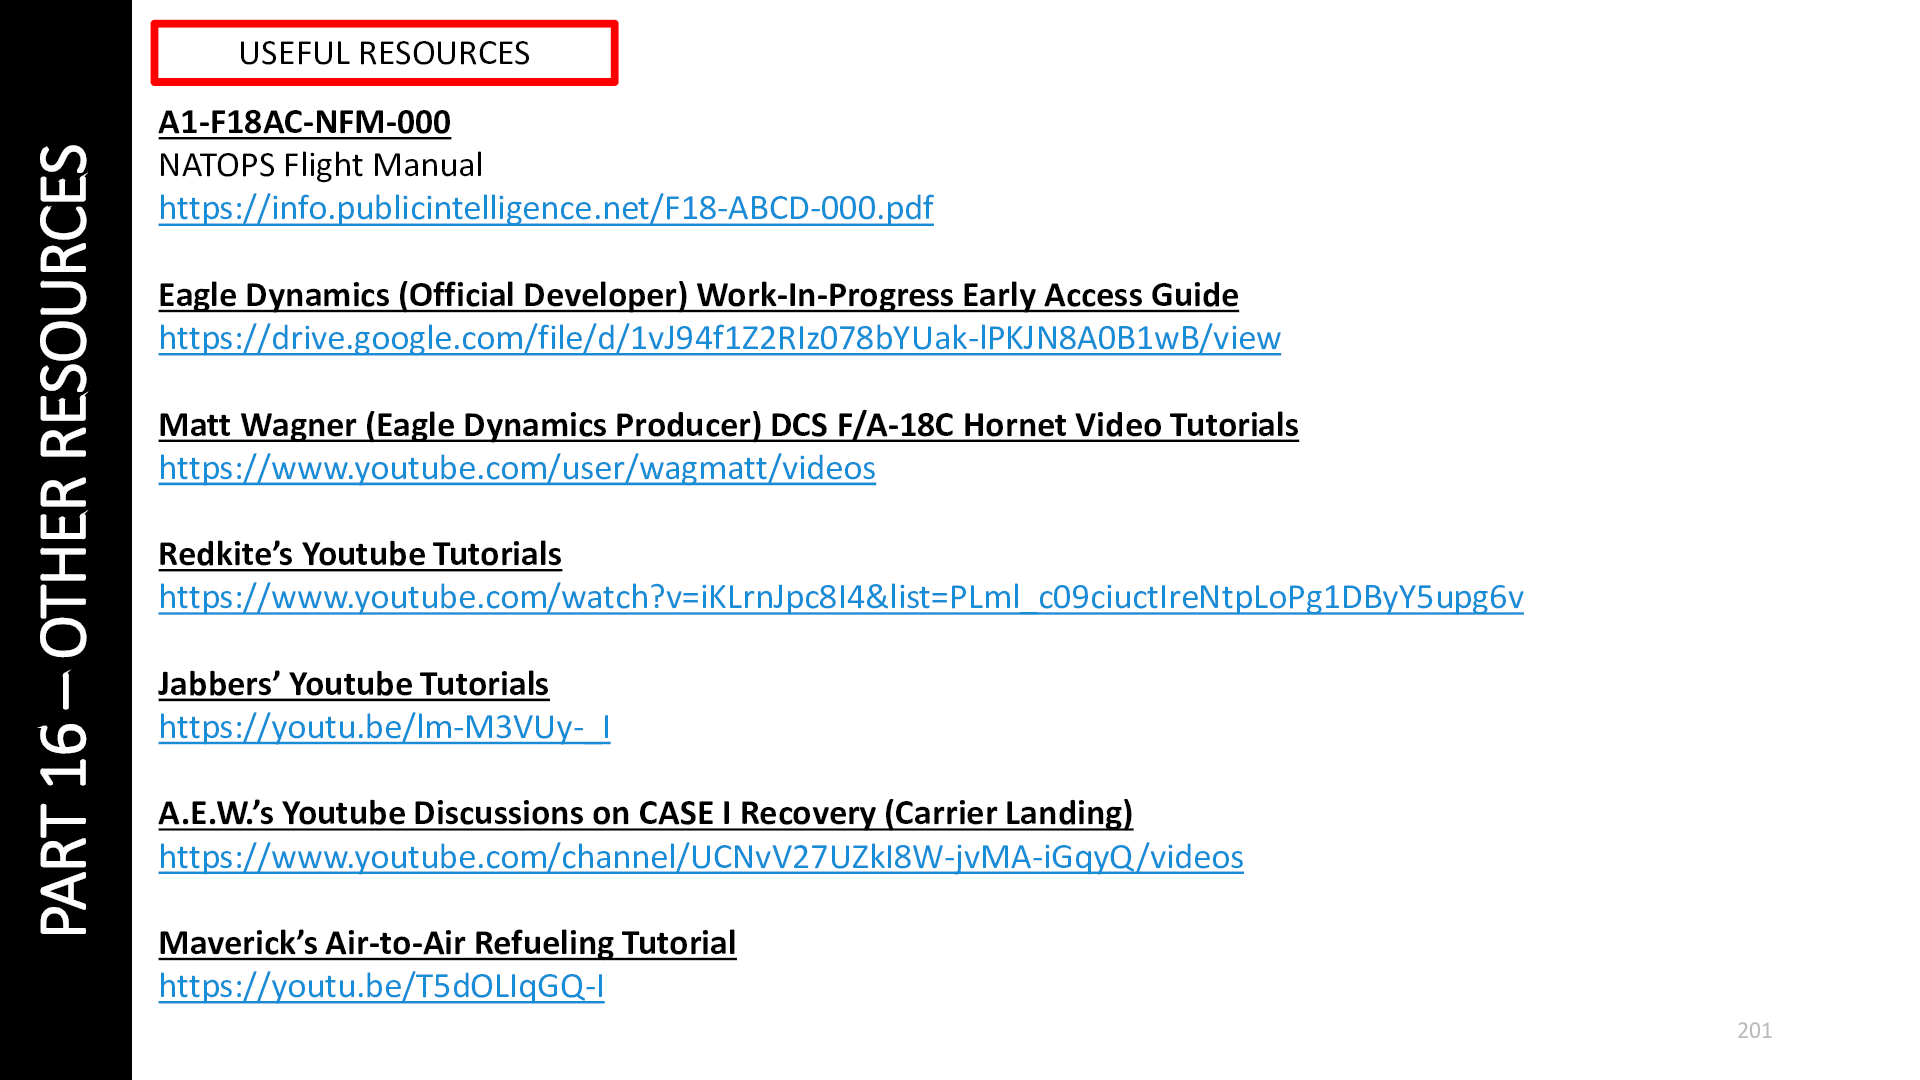 PART 16 – OTHER RESOURCES
USEFUL RESOURCES
A1-F18AC-NFM-000
NATOPS Flight Manual
https://info.publicintelligence.net/F18-ABCD-000.pdf
Eagle Dynamics (Official Developer) Work-In-Progress Early Access Guide
https://drive.google.com/file/d/1vJ94f1Z2RIz078bYUak-lPKJN8A0B1wB/view
Matt Wagner (Eagle Dynamics Producer) DCS F/A-18C Hornet Video Tutorials
https://www.youtube.com/user/wagmatt/videos
Redkite’s Youtube Tutorials
https://www.youtube.com/watch?v=iKLrnJpc8I4&list=PLml_c09ciuctIreNtpLoPg1DByY5upg6v
Jabbers’ Youtube Tutorials
https://youtu.be/lm-M3VUy-_I
A.E.W.’s Youtube Discussions on CASE I Recovery (Carrier Landing)
https://www.youtube.com/channel/UCNvV27UZkI8W-jvMA-iGqyQ/videos
Maverick’s Air-to-Air Refueling Tutorial
https://youtu.be/T5dOLIqGQ-I
201